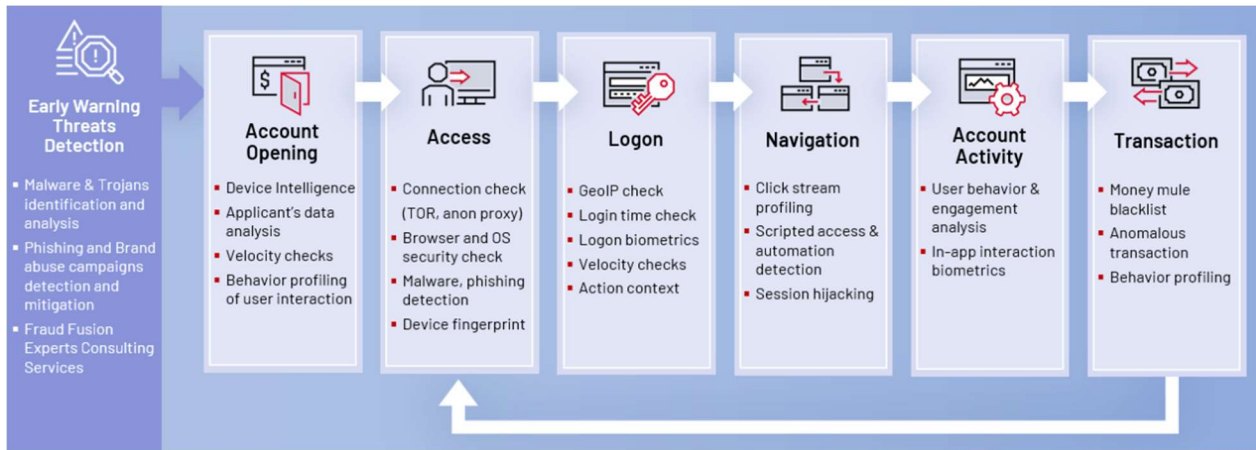 Early Warning
Threats
Detection
▪ Malware & Trojans
identification and
analysis
▪ Phishing and Brand
abuse campaigns
detection and
mitigation
▪ Fraud Fusion
Experts Consulting
Services
$
Account
Opening
▪ Device Intelligence
▪ Applicant's data
analysis
▪ Velocity checks
▪ Behavior profiling
of user interaction
Access
▪ Connection check
(TOR, anon proxy)
▪ Browser and OS
security check
▪ Malware, phishing
detection
▪ Device fingerprint
Logon
▪ GeoIP check
▪ Login time check
▪ Logon biometrics
▪ Velocity checks
▪ Action context
Navigation
▪ Click stream
profiling
▪ Scripted access &
automation
detection
▪ Session hijacking
Account
Activity
▪ User behavior &
engagement
analysis
▪ In-app interaction
biometrics
Transaction
▪ Money mule
blacklist
▪ Anomalous
transaction
▪ Behavior profiling